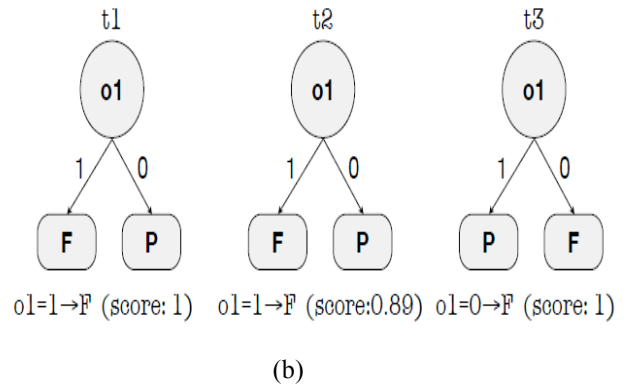 t1 t2 t3
o1 o1 o1
1 0 1 0 1 0
F P F P P F
o1=1→F (score: 1) o1=1→F (score:0.89) o1=0→F (score: 1)
(b)